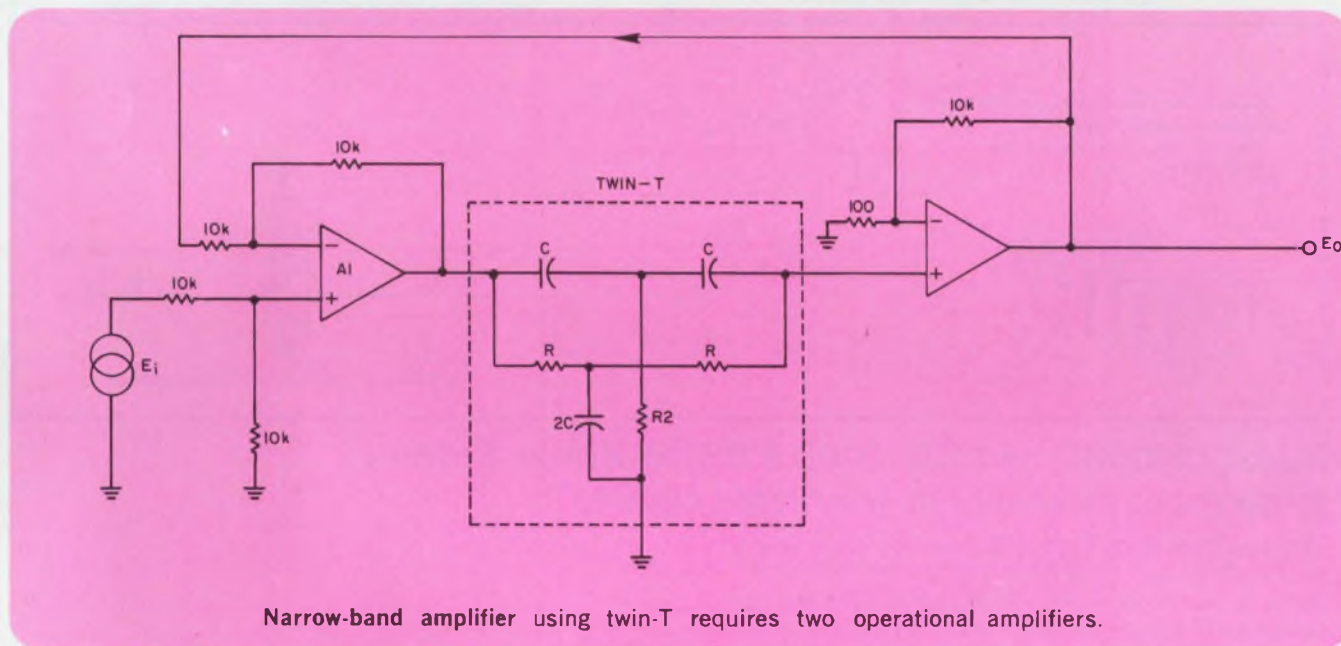 10k
10k
TWIN-T
10k
100
-
C
C
A1
+
10k
+
Eo
R
R
Ei
2C
R2
10k
-
Narrow-band amplifier using twin-T requires two operational amplifiers.